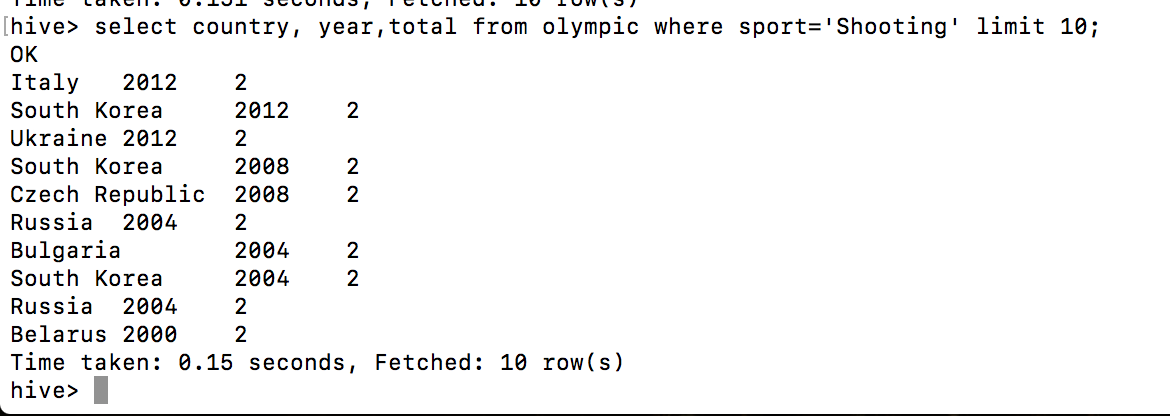 Time taken: 0.151 seconds, Fetched: 10 row(s)
[hive> select country, year,total from olympic where sport='Shooting' limit 10;
OK
Italy	2012	2
South Korea	2012	2
Ukraine	2012	2
South Korea	2008	2
Czech Republic	2008	2
Russia	2004	2
Bulgaria	2004	2
South Korea	2004	2
Russia	2004	2
Belarus	2000	2
Time taken: 0.15 seconds, Fetched: 10 row(s)
hive>